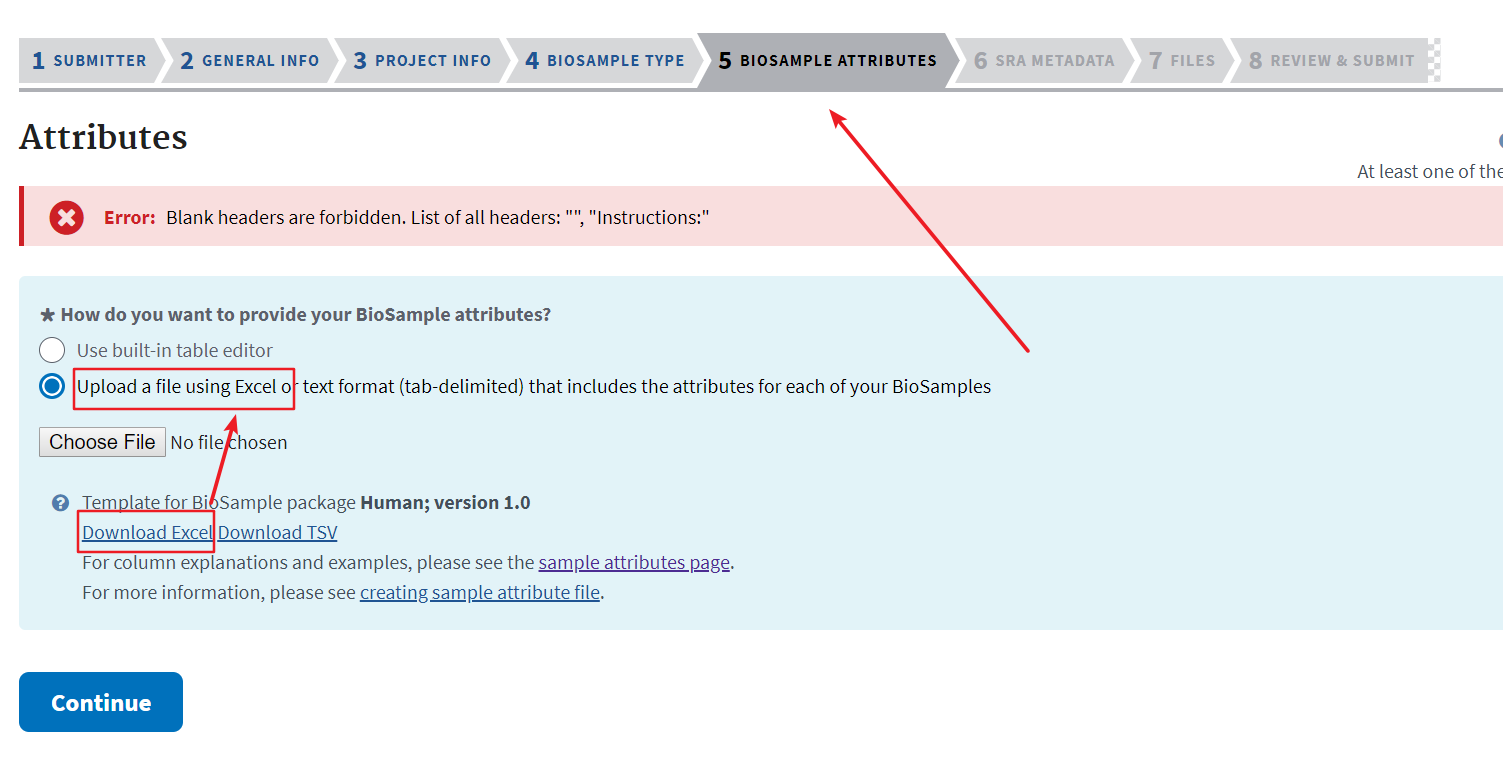 1 SUBMITTER 2 GENERAL INFO 3 PROJECT INFO 4 BIOSAMPLE TYPE 5 BIOSAMPLE ATTRIBUTES 6 SRA METADATA 7 FILES 8 REVIEW & SUBMIT
Attributes
At least one of the
Error: Blank headers are forbidden. List of all headers: "", "Instructions:"
* How do you want to provide your BioSample attributes?
Use built-in table editor
Upload a file using Excel or text format (tab-delimited) that includes the attributes for each of your BioSamples
Choose File No file chosen
? Template for BioSample package Human; version 1.0
Download Excel Download TSV
For column explanations and examples, please see the sample attributes page.
For more information, please see creating sample attribute file.
Continue